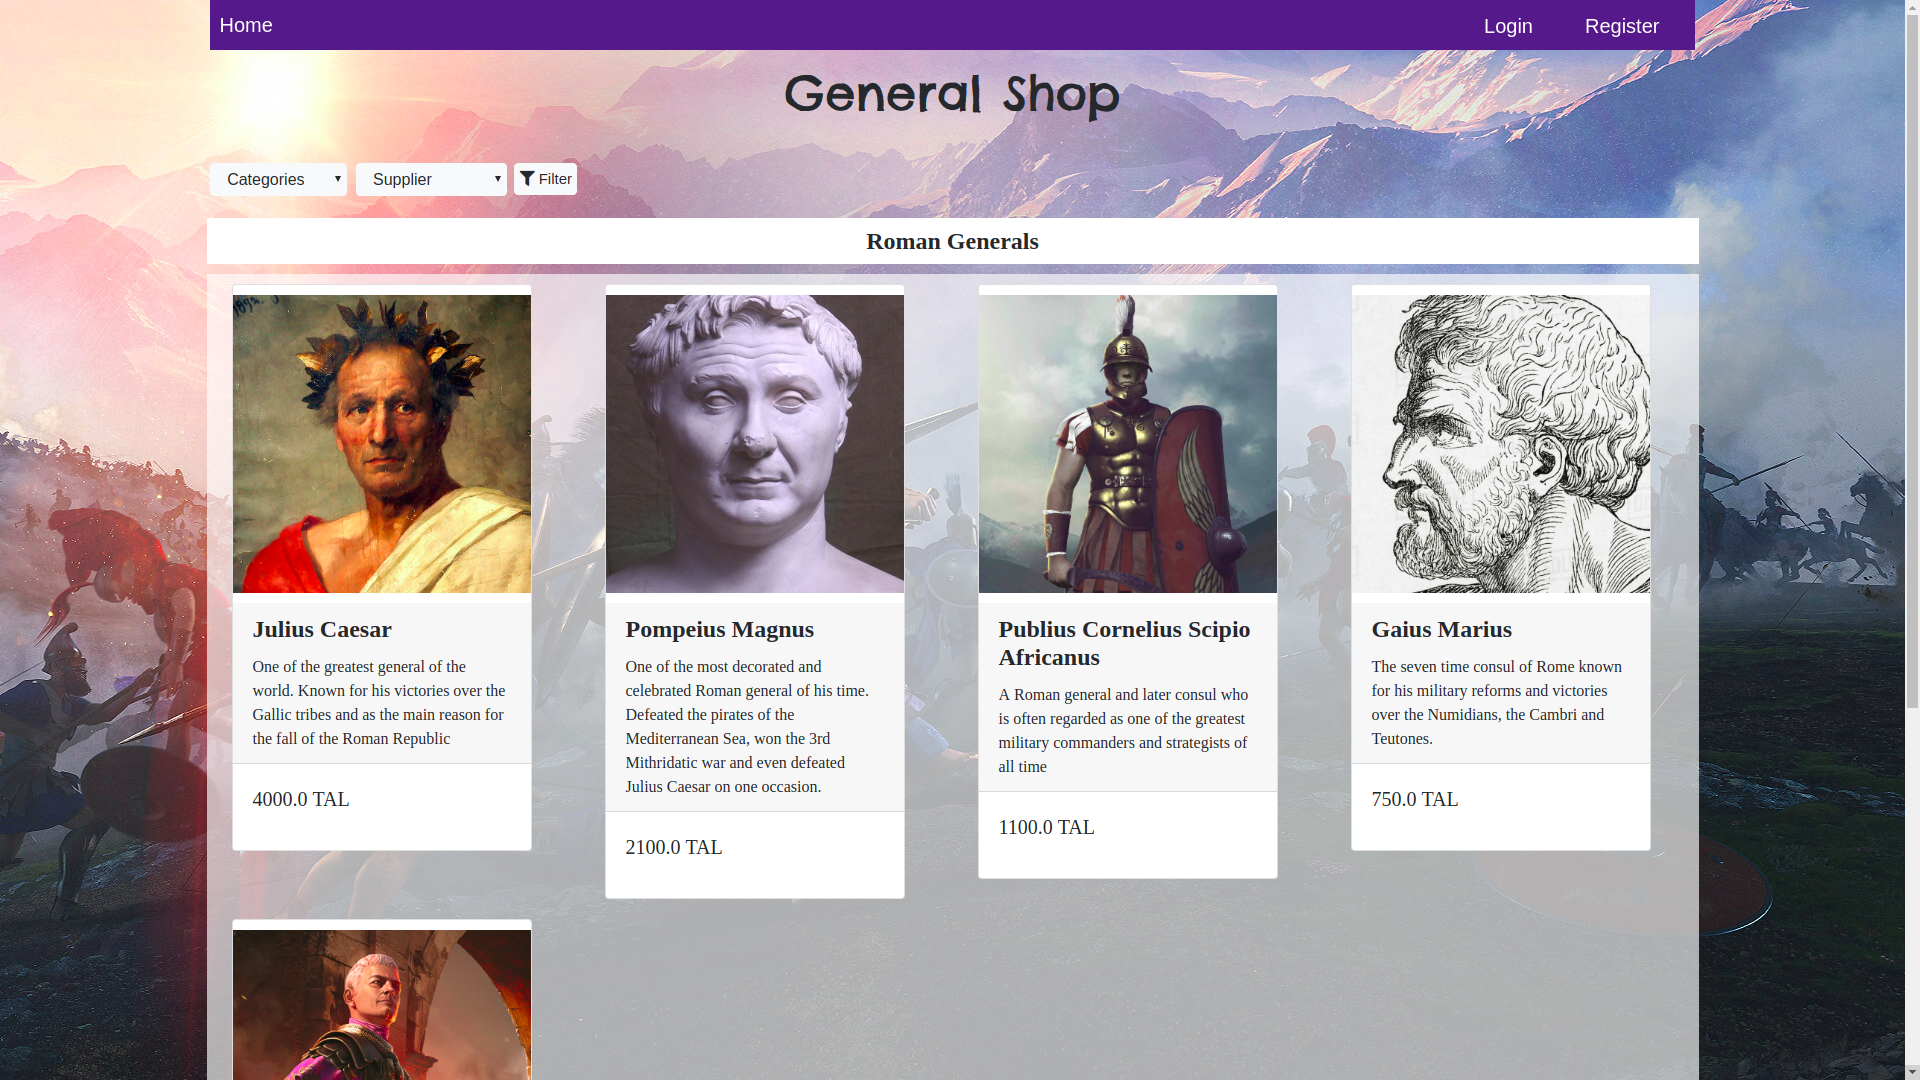 Home
Login
Register
General Shop
Categories
Supplier
Filter
Roman Generals
Julius Caesar
One of the greatest general of the
world. Known for his victories over the
Gallic tribes and as the main reason for
the fall of the Roman Republic
4000.0 TAL
Pompeius Magnus
One of the most decorated and
celebrated Roman general of his time.
Defeated the pirates of the
Mediterranean Sea, won the 3rd
Mithridatic war and even defeated
Julius Caesar on one occasion.
2100.0 TAL
Publius Cornelius Scipio
Africanus
A Roman general and later consul who
is often regarded as one of the greatest
military commanders and strategists of
all time
1100.0 TAL
Gaius Marius
The seven time consul of Rome known
for his military reforms and victories
over the Numidians, the Cambri and
Teutones.
750.0 TAL